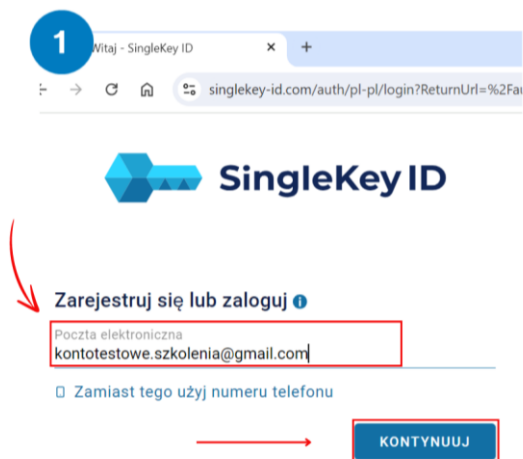 1
Witaj - SingleKey ID
singlekey-id.com/auth/pl-pl/login?ReturnUrl=%2Fau
SingleKey ID
Zarejestruj się lub zaloguj
Poczta elektroniczna
kontotestowe.szkolenia@gmail.com
Zamiast tego użyj numeru telefonu
KONTYNUUJ